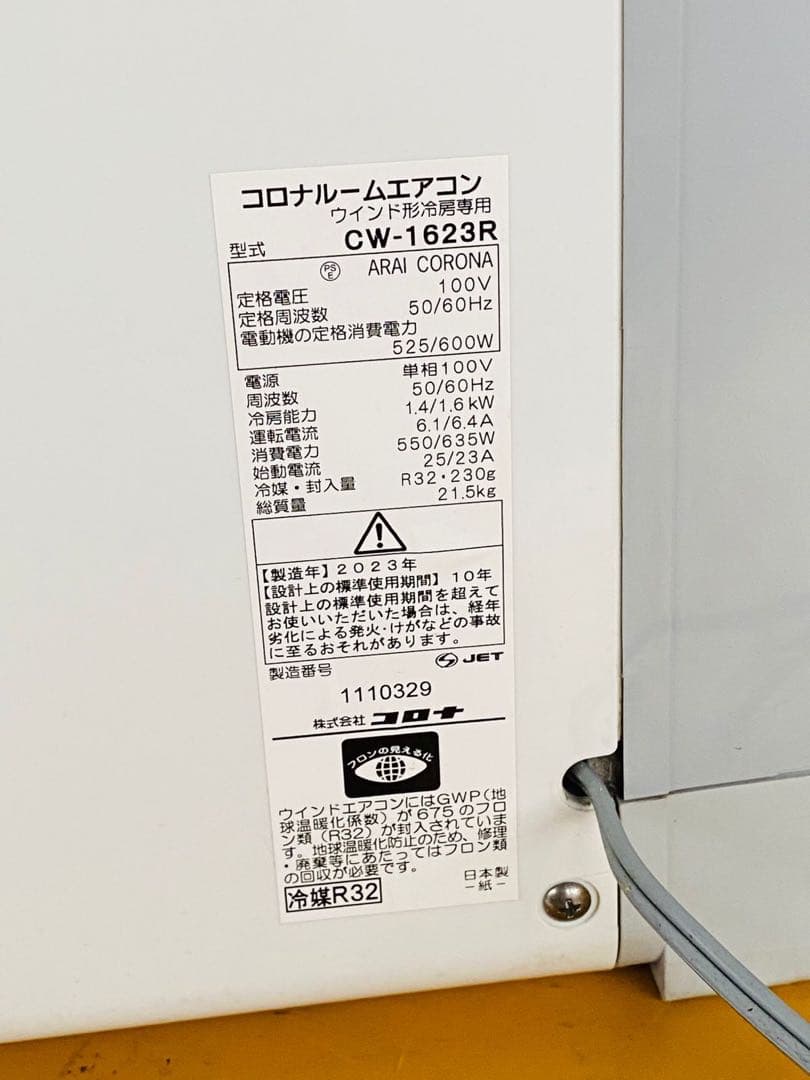 コロナルームエアコン
ウインド形冷房専用
型式 CW-1623R
PS E ARAI CORONA
定格電圧 100V
定格周波数 50/60Hz
電動機の定格消費電力
525/600W
電源 単相100V
周波数 50/60Hz
冷房能力 1.4/1.6kW
運転電流 6.1/6.4A
消費電力 550/635W
始動電流 25/23A
冷媒・封入量 R32・230g
総質量 21.5kg
【製造年】2023年
【設計上の標準使用期間】10年
設計上の標準使用期間を超えて
お使いいただいた場合は、経年
劣化による発火・けがなどの事故
に至るおそれがあります。
JET
製造番号
1110329
株式会社 コロナ
フロンの見える化
ウインドエアコンにはGWP(地
球温暖化係数)が675のフロ
ン類(R32)が封入されていま
す。地球温暖化防止のため、修理
・廃棄等にあたってはフロン類
の回収が必要です。
冷媒R32
日本製
-紙-